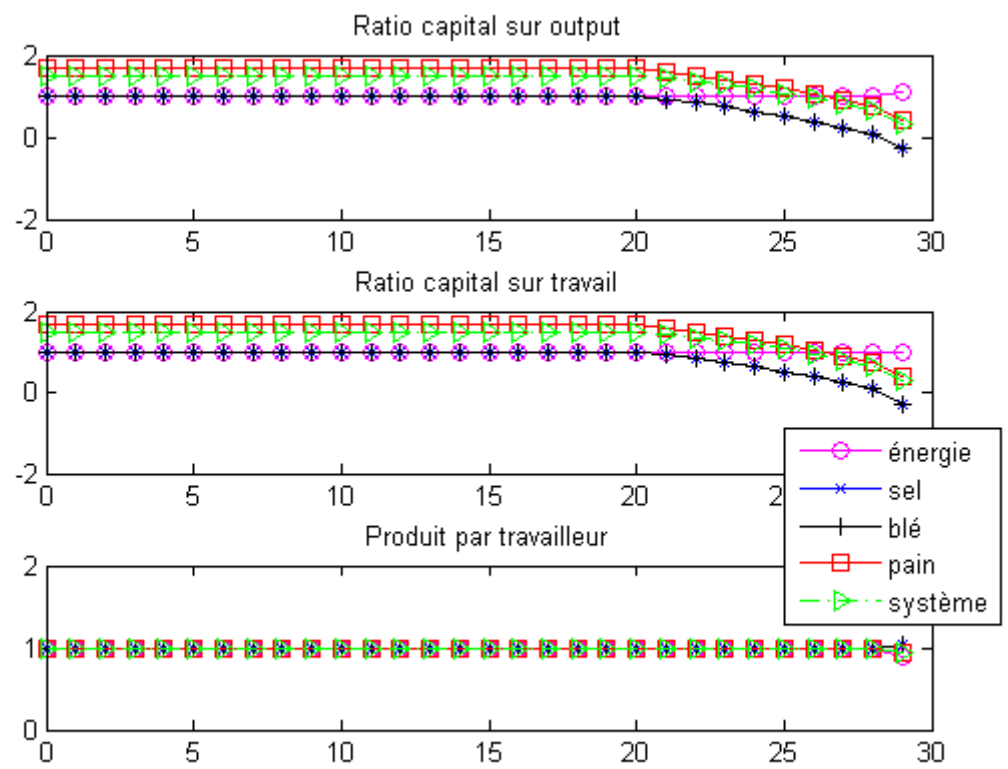 Ratio capital sur output
2
0
-2
0 5 10 15 20 25 30
Ratio capital sur travail
2
0
-2
0 5 10 15 20 2 30
énergie
sel
blé
pain
système
Produit par travailleur
2
1
0
0 5 10 15 20 25 30